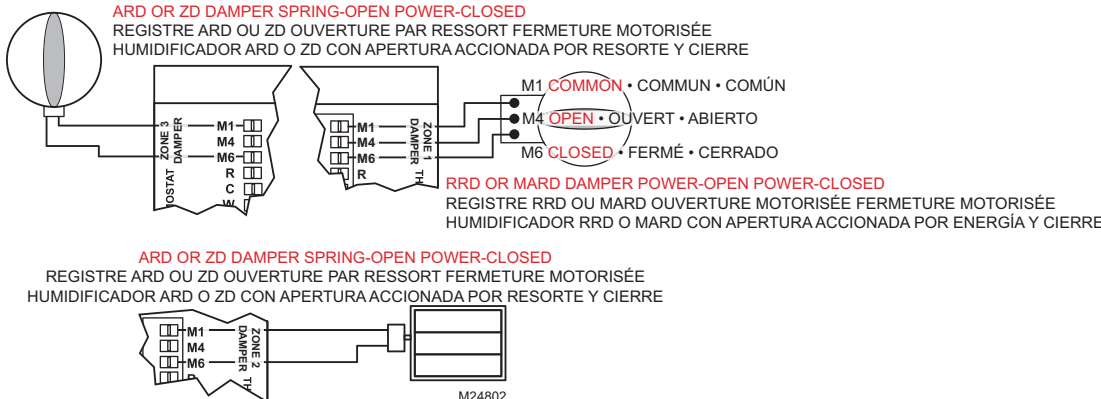 ARD OR ZD DAMPER SPRING-OPEN POWER-CLOSED
REGISTRE ARD OU ZD OUVERTURE PAR RESSORT FERMETURE MOTORISÉE
HUMIDIFICADOR ARD O ZD CON APERTURA ACCIONADA POR RESORTE Y CIERRE
ZONE 3
DAMPER
MOSTAT
M1
M4
M6
R
C
W
M1
M4
M6
R
ZONE 1
DAMPER
TH
M1 COMMON • COMMUN • COMÚN
M4 OPEN • OUVERT • ABIERTO
M6 CLOSED • FERMÉ • CERRADO
RRD OR MARD DAMPER POWER-OPEN POWER-CLOSED
REGISTRE RRD OU MARD OUVERTURE MOTORISÉE FERMETURE MOTORISÉE
HUMIDIFICADOR RRD O MARD CON APERTURA ACCIONADA POR ENERGÍA Y CIERRE
ARD OR ZD DAMPER SPRING-OPEN POWER-CLOSED
REGISTRE ARD OU ZD OUVERTURE PAR RESSORT FERMETURE MOTORISÉE
HUMIDIFICADOR ARD O ZD CON APERTURA ACCIONADA POR RESORTE Y CIERRE
M1
M4
M6
ZONE 2
DAMPER
TH
M24802